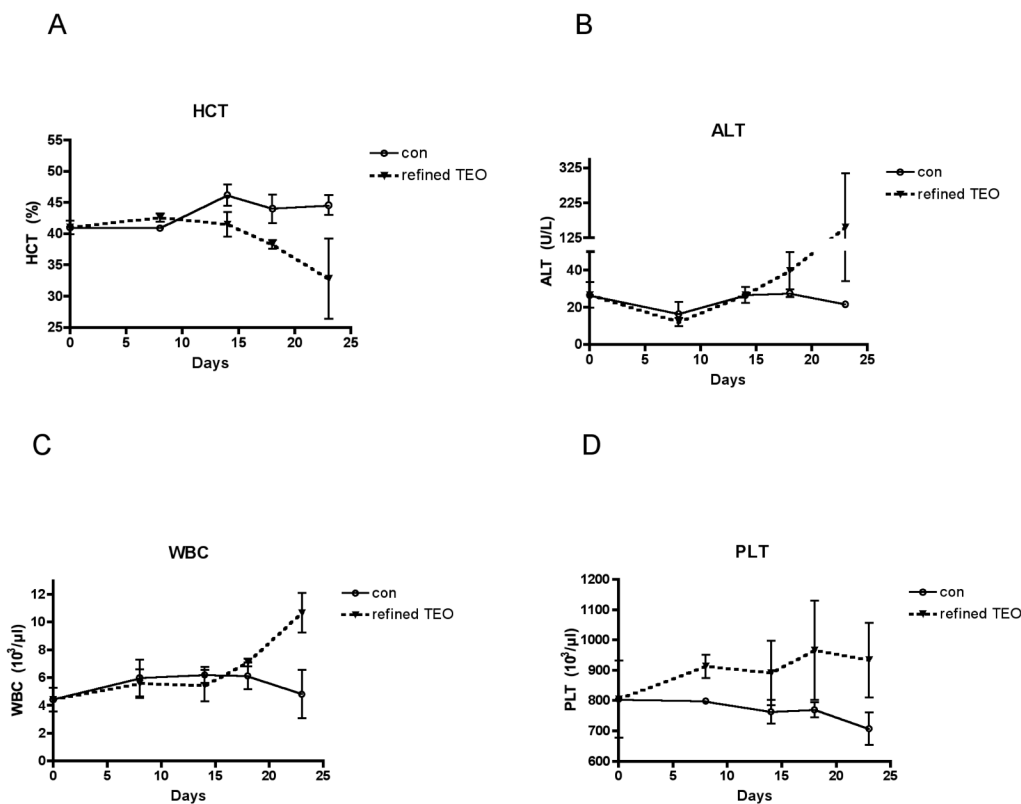 A
HCT
55
50
45
40
35
30
25
HCT (%)
0 5 10 15 20 25
Days
con
refined TEO
B
ALT
325
225
125
40
20
0
ALT (U/L)
0 5 10 15 20 25
Days
con
refined TEO
C
WBC
12
10
8
6
4
2
0
WBC (10³/µl)
0 5 10 15 20 25
Days
con
refined TEO
D
PLT
1200
1100
1000
900
800
700
600
PLT (10³/µl)
0 5 10 15 20 25
Days
con
refined TEO